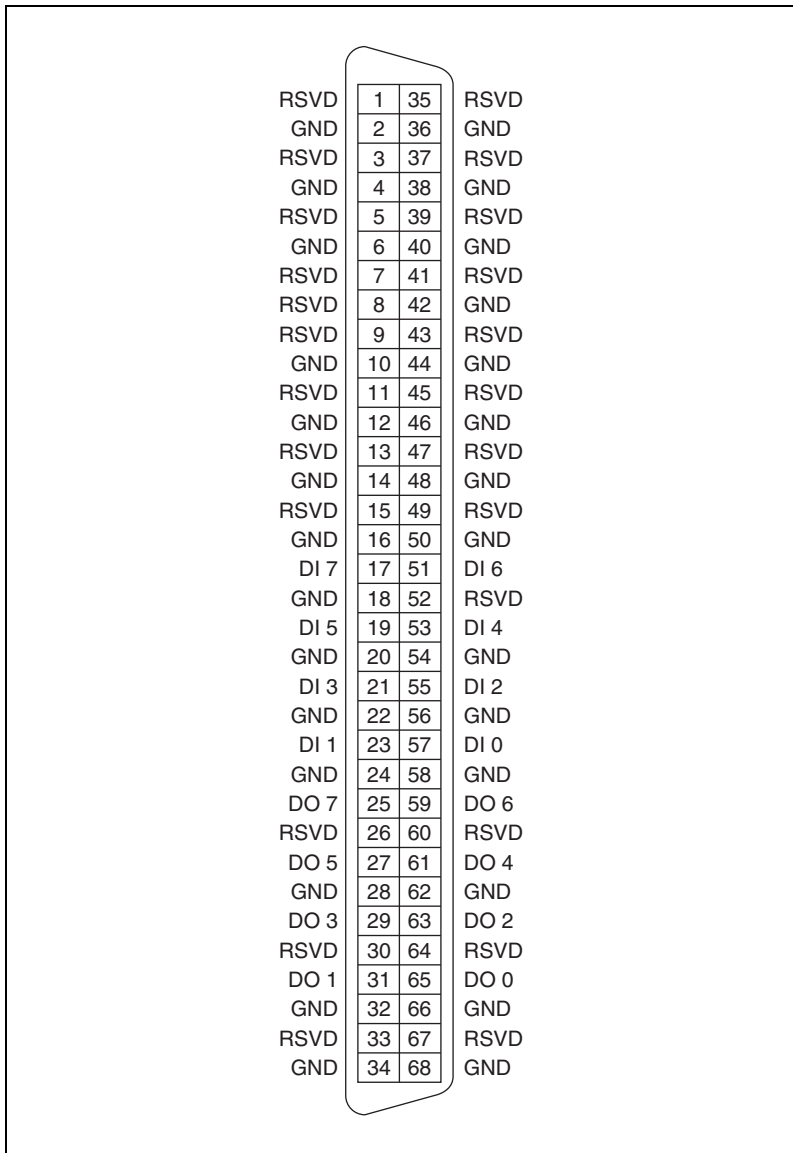 RSVD 1 35 RSVD
GND 2 36 GND
RSVD 3 37 RSVD
GND 4 38 GND
RSVD 5 39 RSVD
GND 6 40 GND
RSVD 7 41 RSVD
RSVD 8 42 GND
RSVD 9 43 RSVD
GND 10 44 GND
RSVD 11 45 RSVD
GND 12 46 GND
RSVD 13 47 RSVD
GND 14 48 GND
RSVD 15 49 RSVD
GND 16 50 GND
DI 7 17 51 DI 6
GND 18 52 RSVD
DI 5 19 53 DI 4
GND 20 54 GND
DI 3 21 55 DI 2
GND 22 56 GND
DI 1 23 57 DI 0
GND 24 58 GND
DO 7 25 59 DO 6
RSVD 26 60 RSVD
DO 5 27 61 DO 4
GND 28 62 GND
DO 3 29 63 DO 2
RSVD 30 64 RSVD
DO 1 31 65 DO 0
GND 32 66 GND
RSVD 33 67 RSVD
GND 34 68 GND